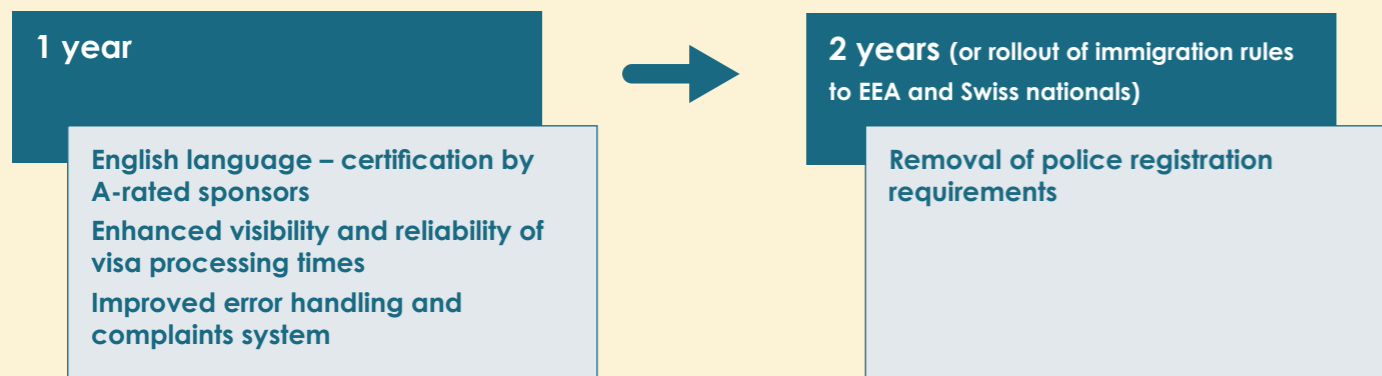 1 year
English language – certification by
A-rated sponsors
Enhanced visibility and reliability of
visa processing times
Improved error handling and
complaints system
2 years (or rollout of immigration rules
to EEA and Swiss nationals)
Removal of police registration
requirements